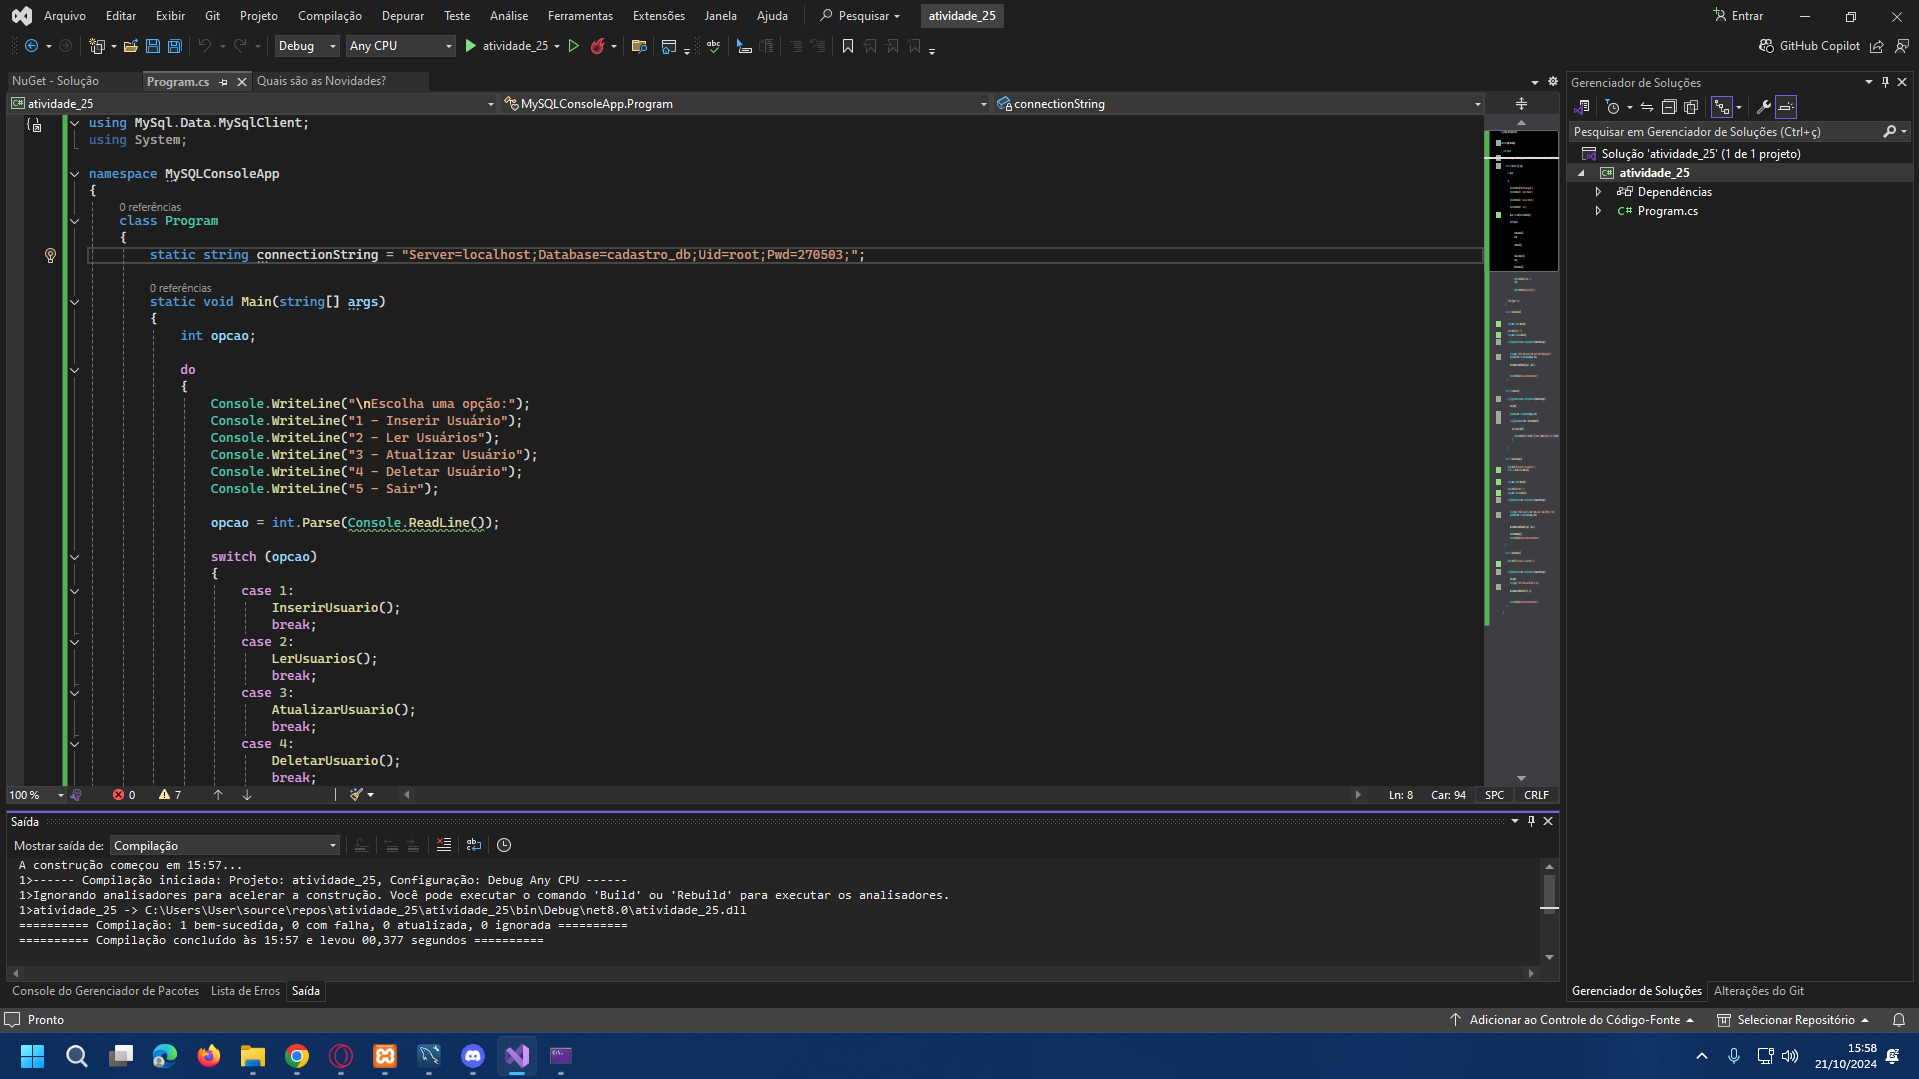 Arquivo Editar Exibir Git Projeto Compilação Depurar Teste Análise Ferramentas Extensões Janela Ajuda Pesquisar atividade_25 Entrar
Debug Any CPU atividade_25 GitHub Copilot
NuGet - Solução Program.cs Quais são as Novidades?
atividade_25 MySQLConsoleApp.Program connectionString
using MySql.Data.MySqlClient;
using System;
namespace MySQLConsoleApp
{
0 referências
class Program
{
static string connectionString = "Server=localhost;Database=cadastro_db;Uid=root;Pwd=270503;";
0 referências
static void Main(string[] args)
{
int opcao;
do
{
Console.WriteLine("\nEscolha uma opção:");
Console.WriteLine("1 - Inserir Usuário");
Console.WriteLine("2 - Ler Usuários");
Console.WriteLine("3 - Atualizar Usuário");
Console.WriteLine("4 - Deletar Usuário");
Console.WriteLine("5 - Sair");
opcao = int.Parse(Console.ReadLine());
switch (opcao)
{
case 1:
InserirUsuario();
break;
case 2:
LerUsuarios();
break;
case 3:
AtualizarUsuario();
break;
case 4:
DeletarUsuario();
break;
100 % 0 7 Ln: 8 Car: 94 SPC CRLF
Saída
Mostrar saída de: Compilação
A construção começou em 15:57...
1>------ Compilação iniciada: Projeto: atividade_25, Configuração: Debug Any CPU ------
1>Ignorando analisadores para acelerar a construção. Você pode executar o comando 'Build' ou 'Rebuild' para executar os analisadores.
1>atividade_25 -> C:\Users\User\source\repos\atividade_25\atividade_25\bin\Debug\net8.0\atividade_25.dll
========== Compilação: 1 bem-sucedida, 0 com falha, 0 atualizada, 0 ignorada ==========
========== Compilação concluído às 15:57 e levou 00,377 segundos ==========
Console do Gerenciador de Pacotes Lista de Erros Saída
Gerenciador de Soluções
Pesquisar em Gerenciador de Soluções (Ctrl+ç)
Solução 'atividade_25' (1 de 1 projeto)
atividade_25
Dependências
C# Program.cs
Gerenciador de Soluções Alterações do Git
Pronto Adicionar ao Controle do Código-Fonte Selecionar Repositório
15:58
21/10/2024